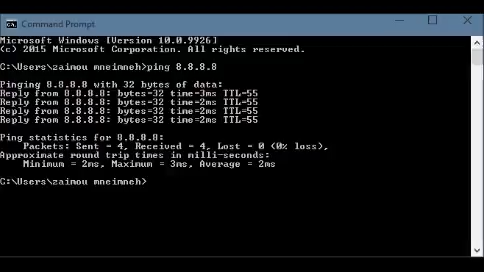 Command Prompt
Microsoft Windows [Version 10.0.9926]
(c) 2015 Microsoft Corporation. All rights reserved.
C:\Users\zaimou mneimneh>ping 8.8.8.8
Pinging 8.8.8.8 with 32 bytes of data:
Reply from 8.8.8.8: bytes=32 time=3ms TTL=55
Reply from 8.8.8.8: bytes=32 time=2ms TTL=55
Reply from 8.8.8.8: bytes=32 time=2ms TTL=55
Reply from 8.8.8.8: bytes=32 time=2ms TTL=55
Ping statistics for 8.8.8.8:
Packets: Sent = 4, Received = 4, Lost = 0 (0% loss),
Approximate round trip times in milli-seconds:
Minimum = 2ms, Maximum = 3ms, Average = 2ms
C:\Users\zaimou mneimneh>